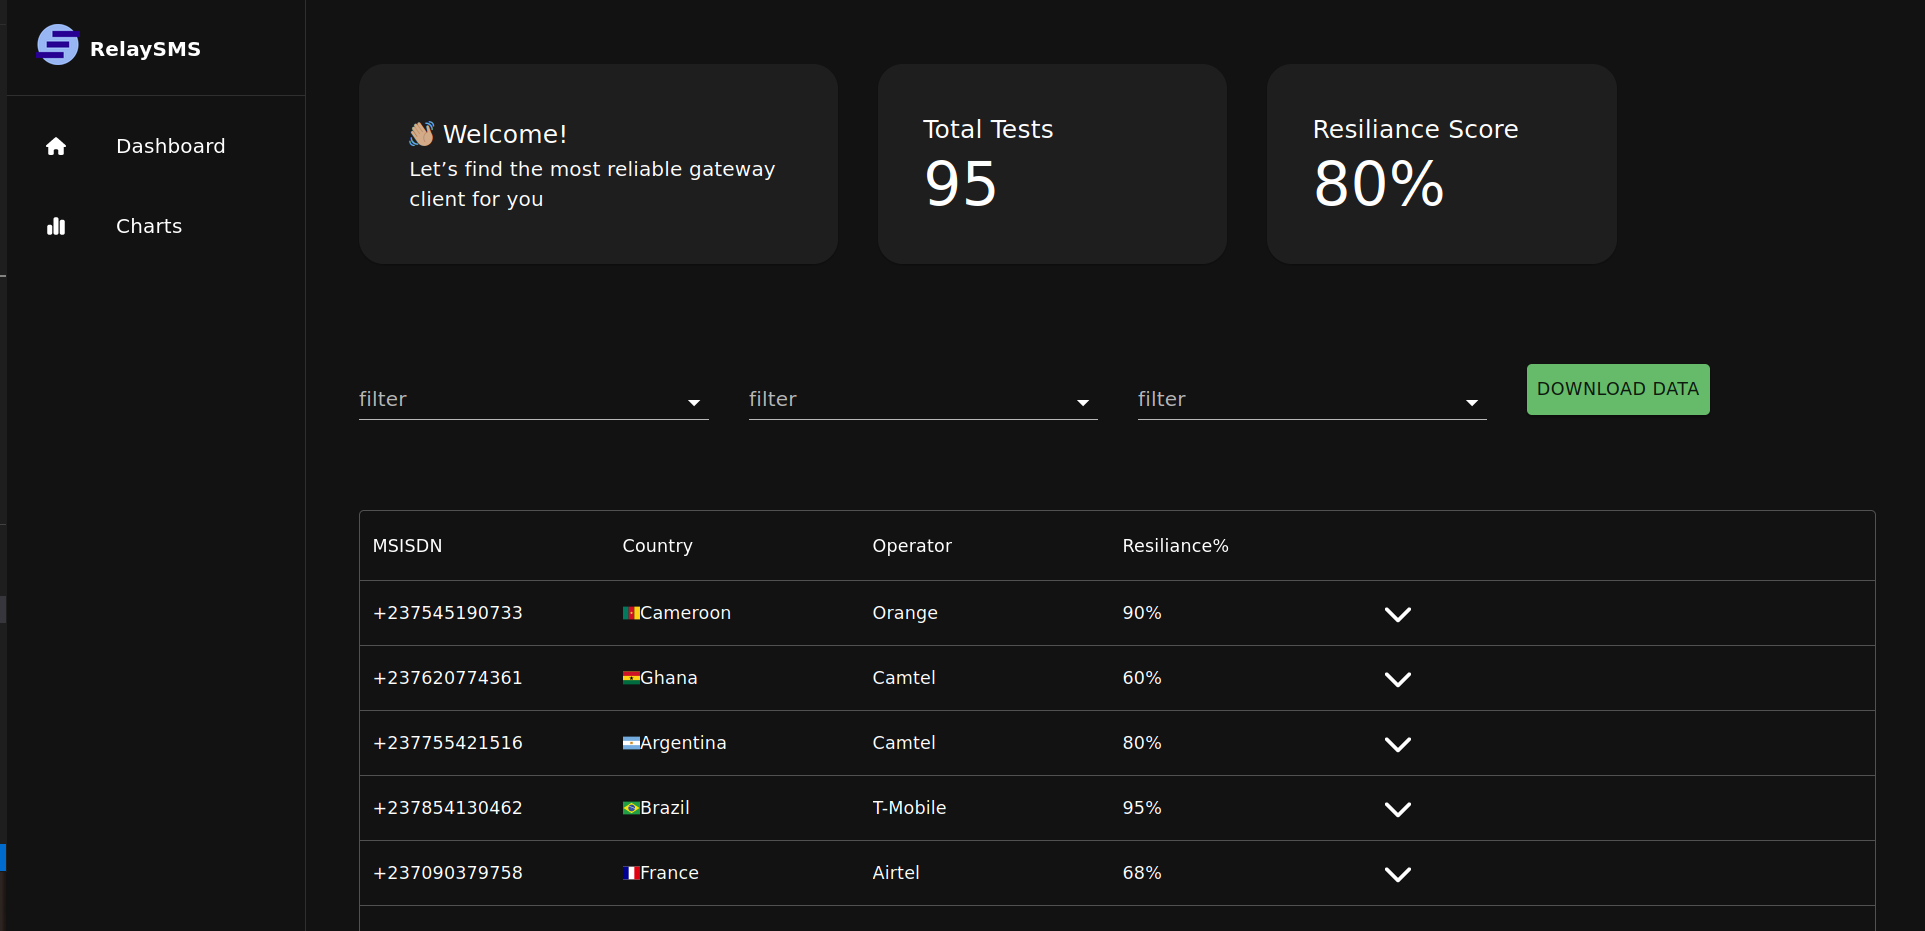 RelaySMS
Dashboard
Charts
👋🏼 Welcome!
Let’s find the most reliable gateway
client for you
Total Tests
95
Resiliance Score
80%
filter
filter
filter
DOWNLOAD DATA
MSISDN Country Operator Resiliance%
+237545190733 🇨🇲Cameroon Orange 90%
+237620774361 🇬🇭Ghana Camtel 60%
+237755421516 🇦🇷Argentina Camtel 80%
+237854130462 🇧🇷Brazil T-Mobile 95%
+237090379758 🇫🇷France Airtel 68%